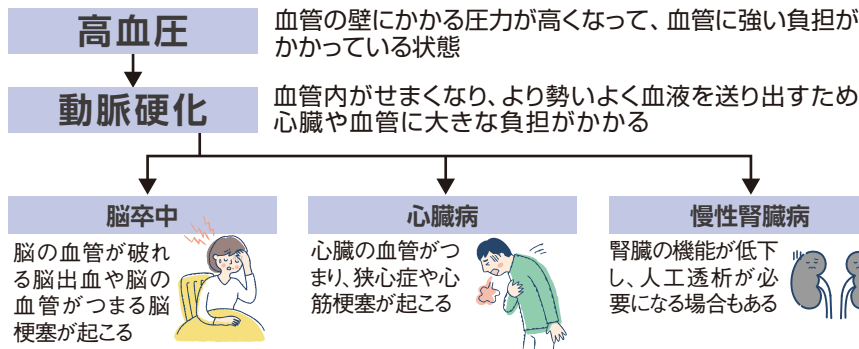 高血圧
血管の壁にかかる圧力が高くなって、血管に強い負担が
かかっている状態
動脈硬化
血管内がせまくなり、より勢いよく血液を送り出すため
心臓や血管に大きな負担がかかる
脳卒中
脳の血管が破れ
る脳出血や脳の
血管がつまる脳
梗塞が起こる
心臓病
心臓の血管がつ
まり、狭心症や心
筋梗塞が起こる
慢性腎臓病
腎臓の機能が低下
し、人工透析が必
要になる場合もある